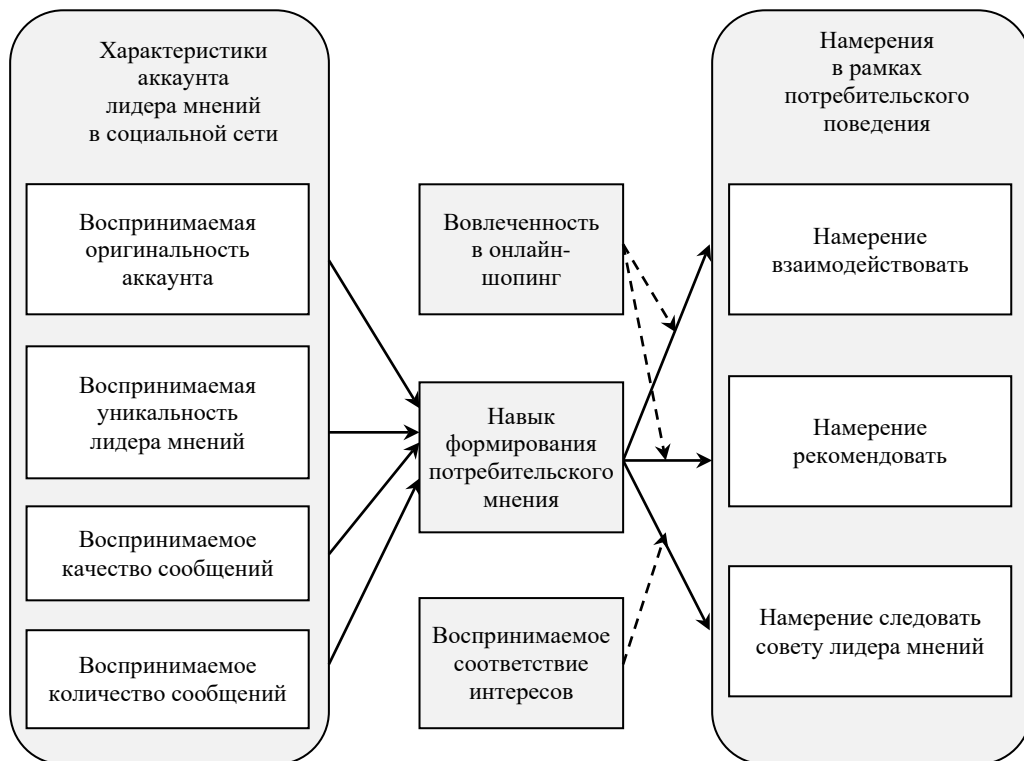 Характеристики
аккаунта
лидера мнений
в социальной сети
Воспринимаемая
оригинальность
аккаунта
Воспринимаемая
уникальность
лидера мнений
Воспринимаемое
качество сообщений
Воспринимаемое
количество сообщений
Вовлеченность
в онлайн-
шопинг
Навык
формирования
потребительского
мнения
Воспринимаемое
соответствие
интересов
Намерения
в рамках
потребительского
поведения
Намерение
взаимодействовать
Намерение
рекомендовать
Намерение следовать
совету лидера мнений